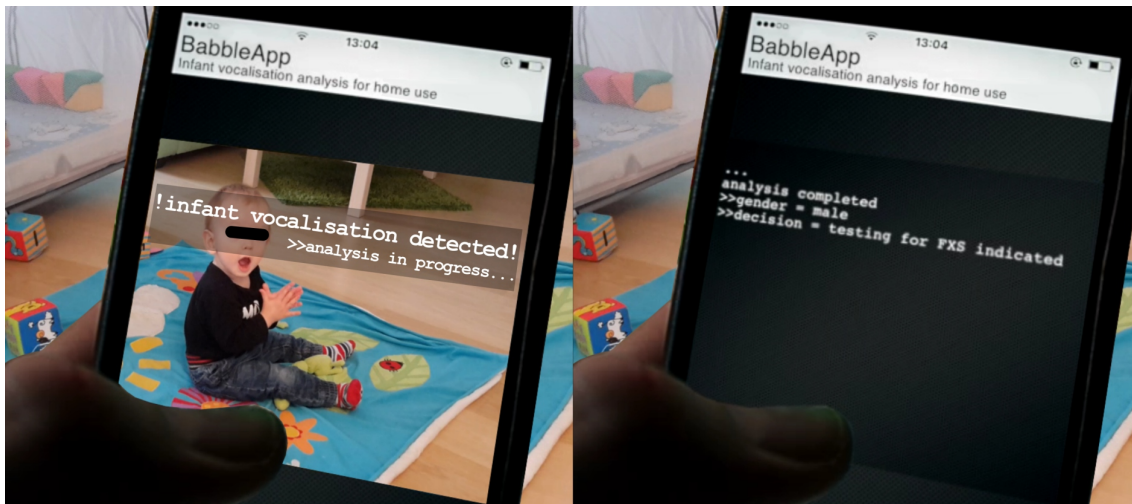 13:04
BabbleApp
Infant vocalisation analysis for home use
!infant vocalisation detected!
>>analysis in progress...
13:04
BabbleApp
Infant vocalisation analysis for home use
...
analysis completed
>>gender = male
>>decision = testing for FXS indicated